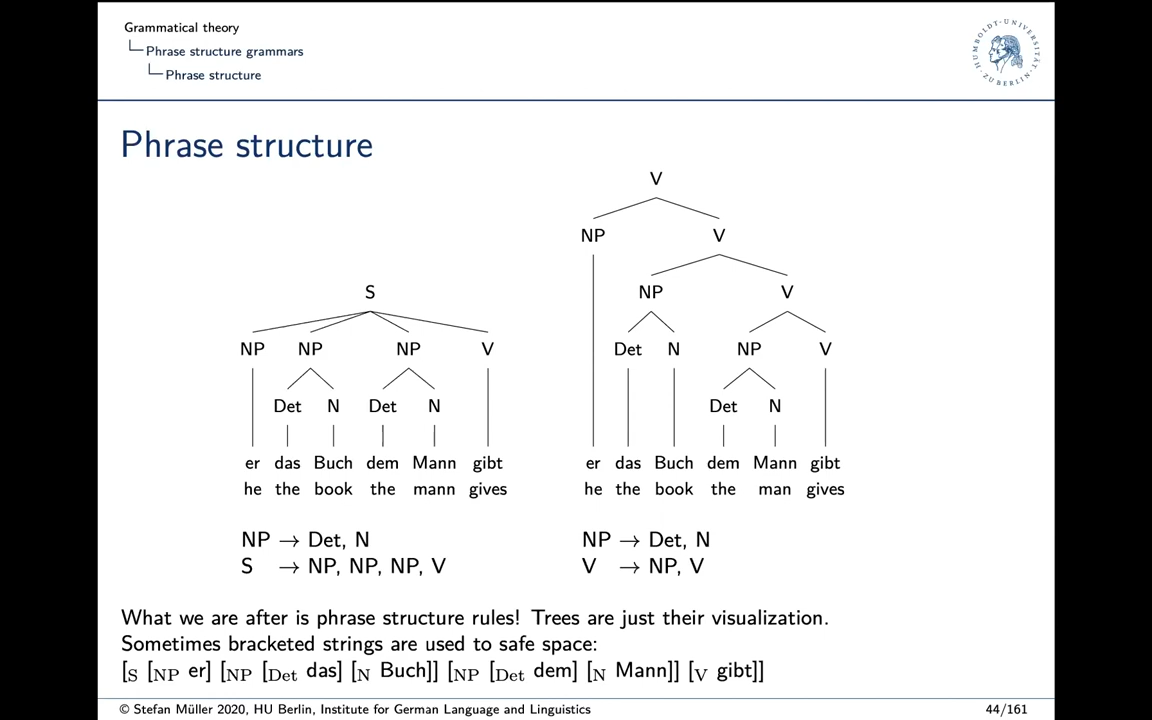 Grammatical theory
Phrase structure grammars
Phrase structure
HUMBOLDT-UNIVERSITÄT · ZU BERLIN ·
Phrase structure
S
NP NP NP V
Det N Det N
er das Buch dem Mann gibt
he the book the mann gives
NP → Det, N
S → NP, NP, NP, V
V
NP V
NP V
Det N NP V
Det N
er das Buch dem Mann gibt
he the book the man gives
NP → Det, N
V → NP, V
What we are after is phrase structure rules! Trees are just their visualization.
Sometimes bracketed strings are used to safe space:
[S [NP er] [NP [Det das] [N Buch]] [NP [Det dem] [N Mann]] [V gibt]]
© Stefan Müller 2020, HU Berlin, Institute for German Language and Linguistics
44/161